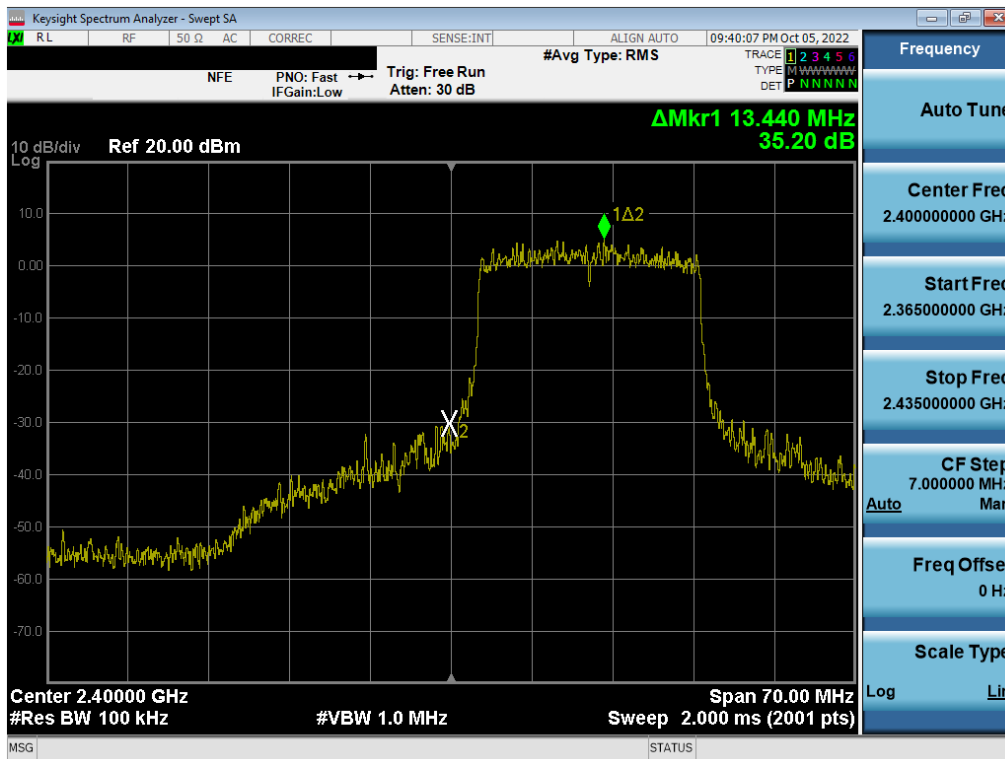 Keysight Spectrum Analyzer - Swept SA
LXI RL RF 50 Ω AC CORREC SENSE:INT ALIGN AUTO 09:40:07 PM Oct 05, 2022
#Avg Type: RMS
TRACE 1 2 3 4 5 6
TYPE M W W W W W
DET P N N N N N
NFE PNO: Fast Trig: Free Run
IFGain:Low Atten: 30 dB
ΔMkr1 13.440 MHz
35.20 dB
10 dB/div Ref 20.00 dBm
Log
10.0
0.00
-10.0
-20.0
-30.0
-40.0
-50.0
-60.0
-70.0
1Δ2
X2
Center 2.40000 GHz Span 70.00 MHz
#Res BW 100 kHz #VBW 1.0 MHz Sweep 2.000 ms (2001 pts)
MSG STATUS
Frequency
Auto Tune
Center Freq
2.400000000 GHz
Start Freq
2.365000000 GHz
Stop Freq
2.435000000 GHz
CF Step
7.000000 MHz
Auto Man
Freq Offset
0 Hz
Scale Type
Log Lin